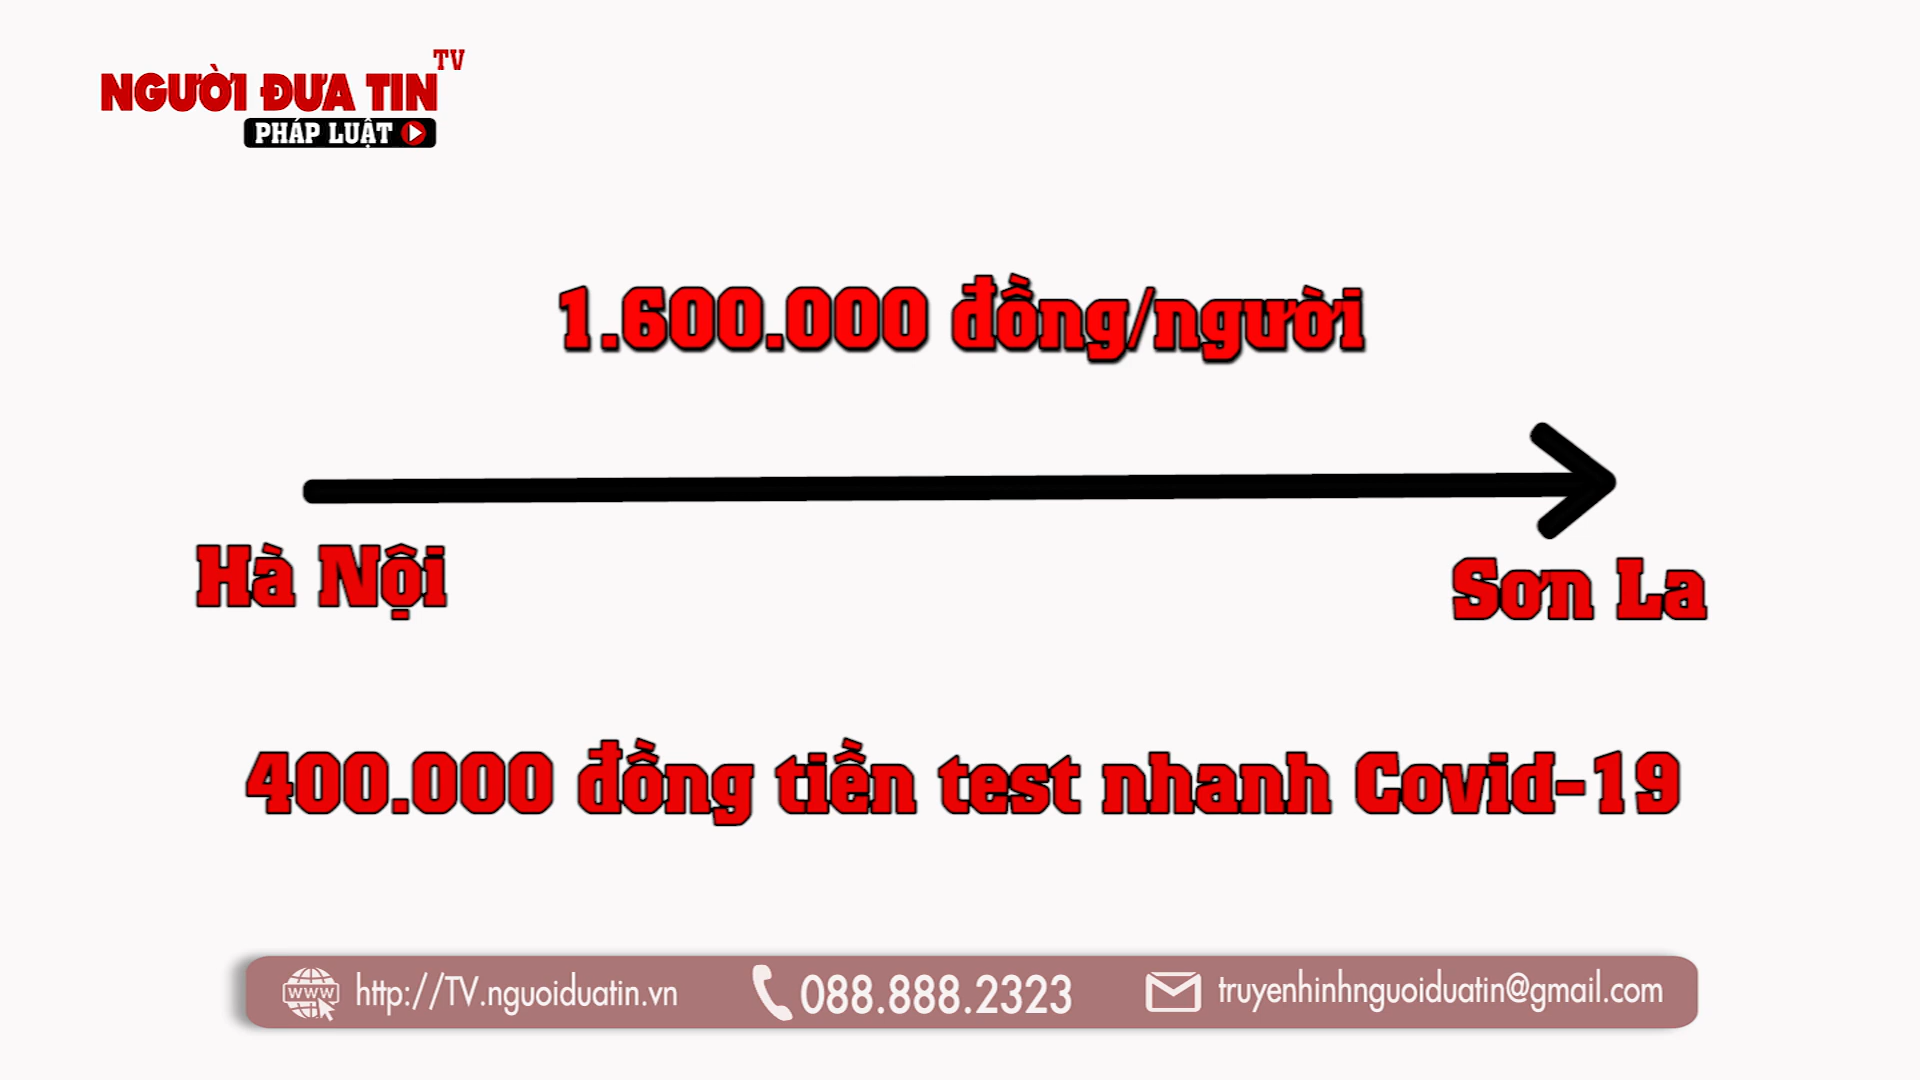 NGƯỜI ĐƯA TIN TV
PHÁP LUẬT
1.600.000 đồng/người
Hà Nội
Sơn La
400.000 đồng tiền test nhanh Covid-19
www http://TV.nguoiduatin.vn 088.888.2323 truyenhinhnguoiduatin@gmail.com